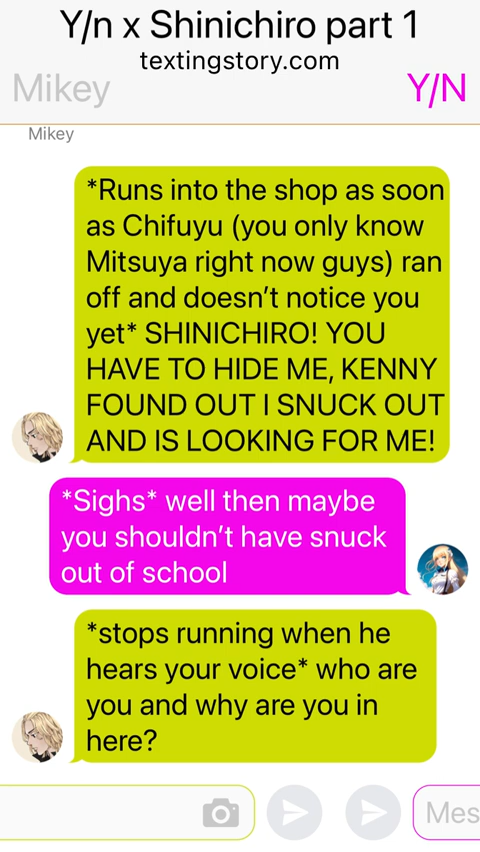 Y/n x Shinichiro part 1
textingstory.com
Mikey
Y/N
Mikey
*Runs into the shop as soon
as Chifuyu (you only know
Mitsuya right now guys) ran
off and doesn’t notice you
yet* SHINICHIRO! YOU
HAVE TO HIDE ME, KENNY
FOUND OUT I SNUCK OUT
AND IS LOOKING FOR ME!
*Sighs* well then maybe
you shouldn’t have snuck
out of school
*stops running when he
hears your voice* who are
you and why are you in
here?
Mes